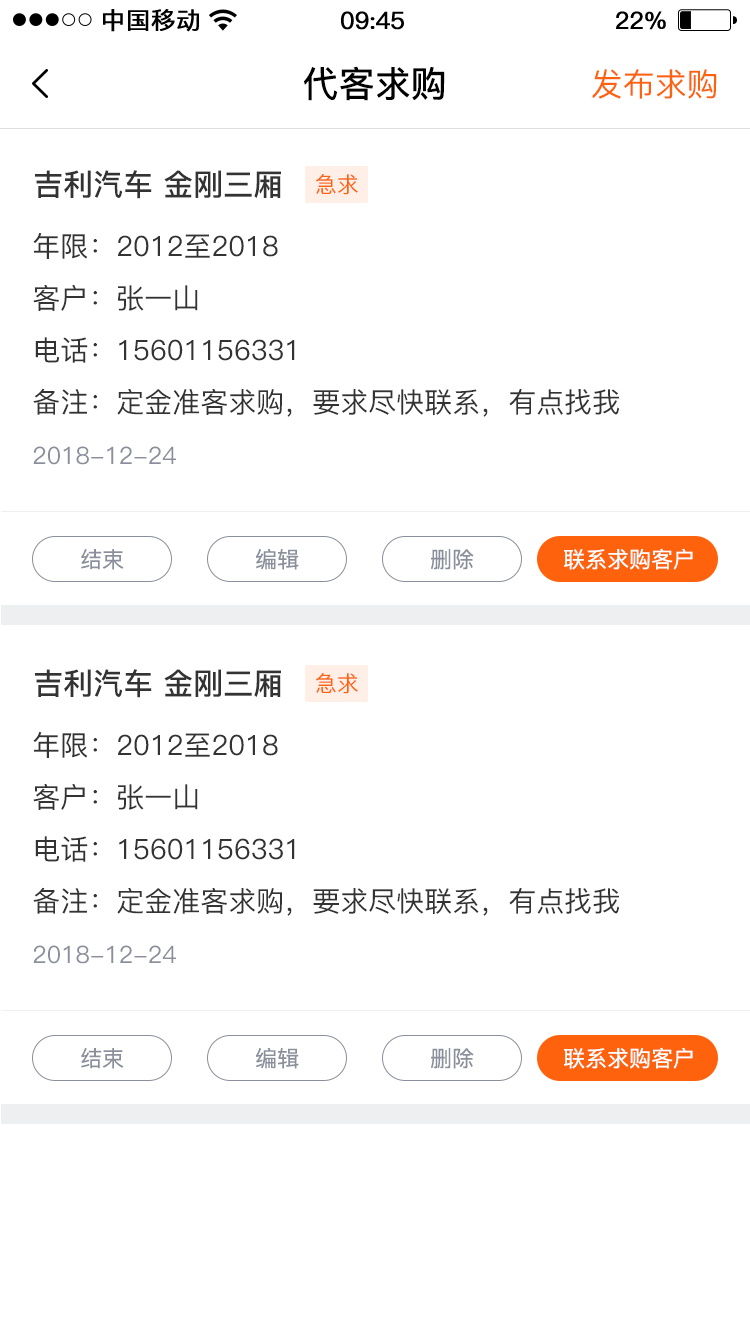 中国移动 09:45 22%
代客求购 发布求购
吉利汽车 金刚三厢 急求
年限：2012至2018
客户：张一山
电话：15601156331
备注：定金准客求购，要求尽快联系，有点找我
2018-12-24
结束 编辑 删除 联系求购客户
吉利汽车 金刚三厢 急求
年限：2012至2018
客户：张一山
电话：15601156331
备注：定金准客求购，要求尽快联系，有点找我
2018-12-24
结束 编辑 删除 联系求购客户